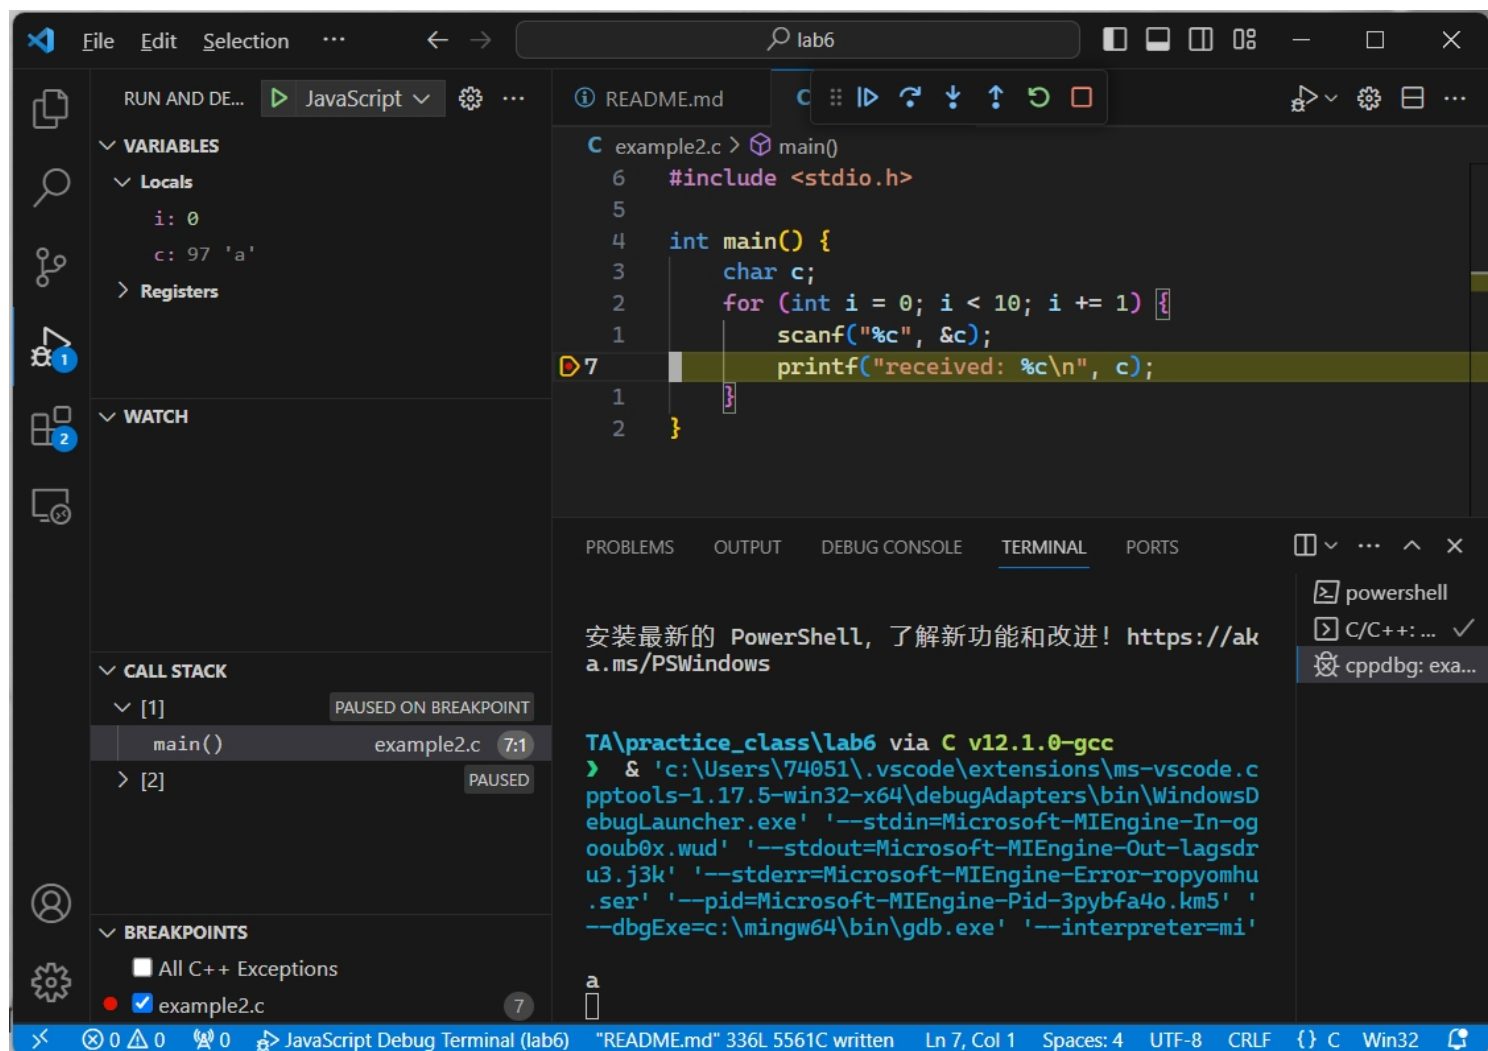 File Edit Selection ··· lab6
RUN AND DE... JavaScript ···
README.md C
VARIABLES
Locals
i: 0
c: 97 'a'
Registers
WATCH
CALL STACK
[1] PAUSED ON BREAKPOINT
main() example2.c 7:1
[2] PAUSED
BREAKPOINTS
All C++ Exceptions
example2.c 7
1
2
C example2.c > main()
6 #include <stdio.h>
5
4 int main() {
3 char c;
2 for (int i = 0; i < 10; i += 1) {
1 scanf("%c", &c);
7 printf("received: %c\n", c);
1 }
2 }
PROBLEMS OUTPUT DEBUG CONSOLE TERMINAL PORTS
安装最新的 PowerShell，了解新功能和改进！https://ak
a.ms/PSWindows
TA\practice_class\lab6 via C v12.1.0-gcc
❯ & 'c:\Users\74051\.vscode\extensions\ms-vscode.c
pptools-1.17.5-win32-x64\debugAdapters\bin\WindowsD
ebugLauncher.exe' '--stdin=Microsoft-MIEngine-In-og
ooub0x.wud' '--stdout=Microsoft-MIEngine-Out-lagsdr
u3.j3k' '--stderr=Microsoft-MIEngine-Error-ropyomhu
.ser' '--pid=Microsoft-MIEngine-Pid-3pybfa4o.km5' '
--dbgExe=c:\mingw64\bin\gdb.exe' '--interpreter=mi'
a
powershell
C/C++: ...
cppdbg: exa...
0 0 0 JavaScript Debug Terminal (lab6) "README.md" 336L 5561C written Ln 7, Col 1 Spaces: 4 UTF-8 CRLF {} C Win32